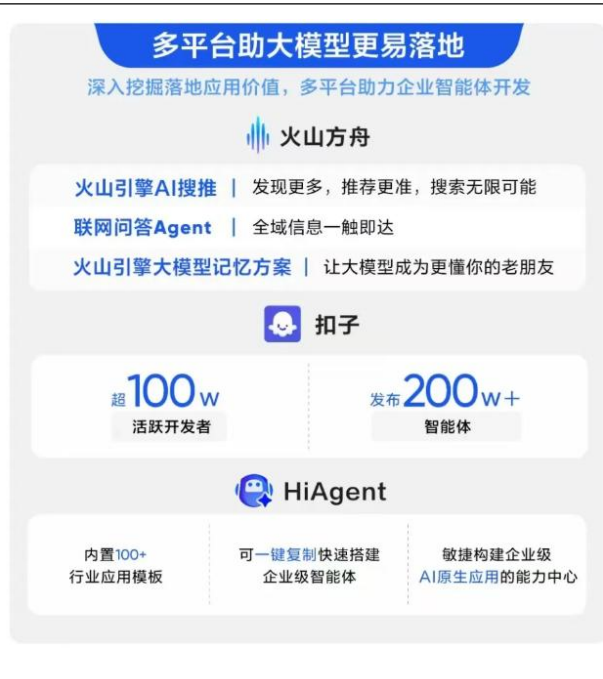 多平台助大模型更易落地
深入挖掘落地应用价值，多平台助力企业智能体开发
火山方舟
火山引擎AI搜推 | 发现更多，推荐更准，搜索无限可能
联网问答Agent | 全域信息一触即达
火山引擎大模型记忆方案 | 让大模型成为更懂你的老朋友
扣子
超100w 发布200w+
活跃开发者 智能体
HiAgent
内置100+ 可一键复制快速搭建 敏捷构建企业级
行业应用模板 企业级智能体 AI原生应用的能力中心